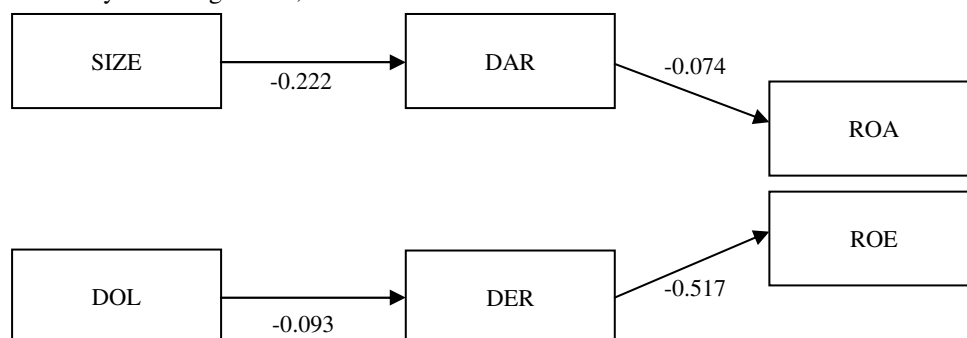 SIZE
DAR
-0.222
-0.074
ROA
ROE
DOL
DER
-0.093
-0.517